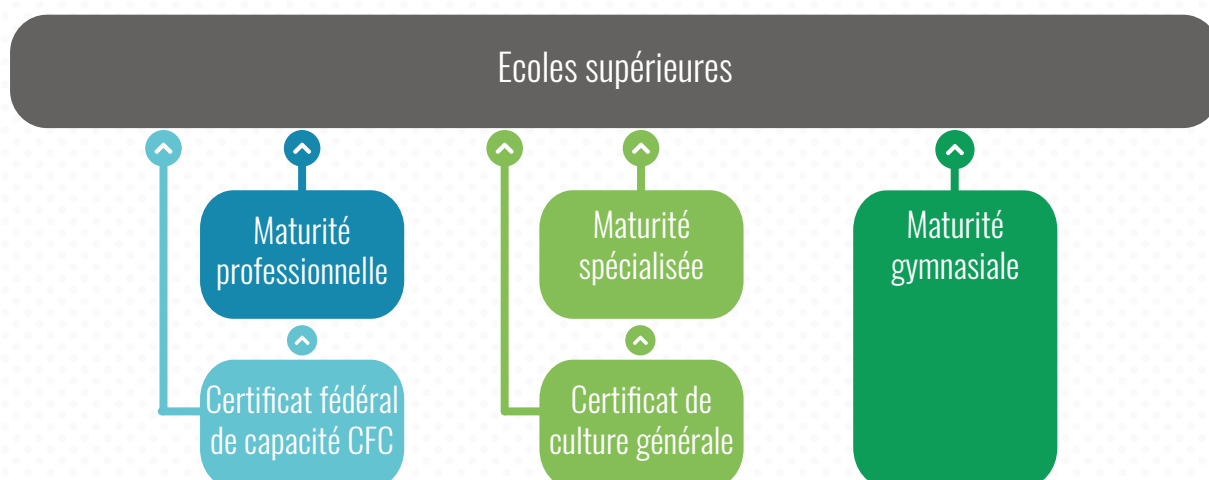 Ecoles supérieures
Maturité
professionnelle
Maturité
spécialisée
Maturité
gymnasiale
Certificat fédéral
de capacité CFC
Certificat de
culture générale